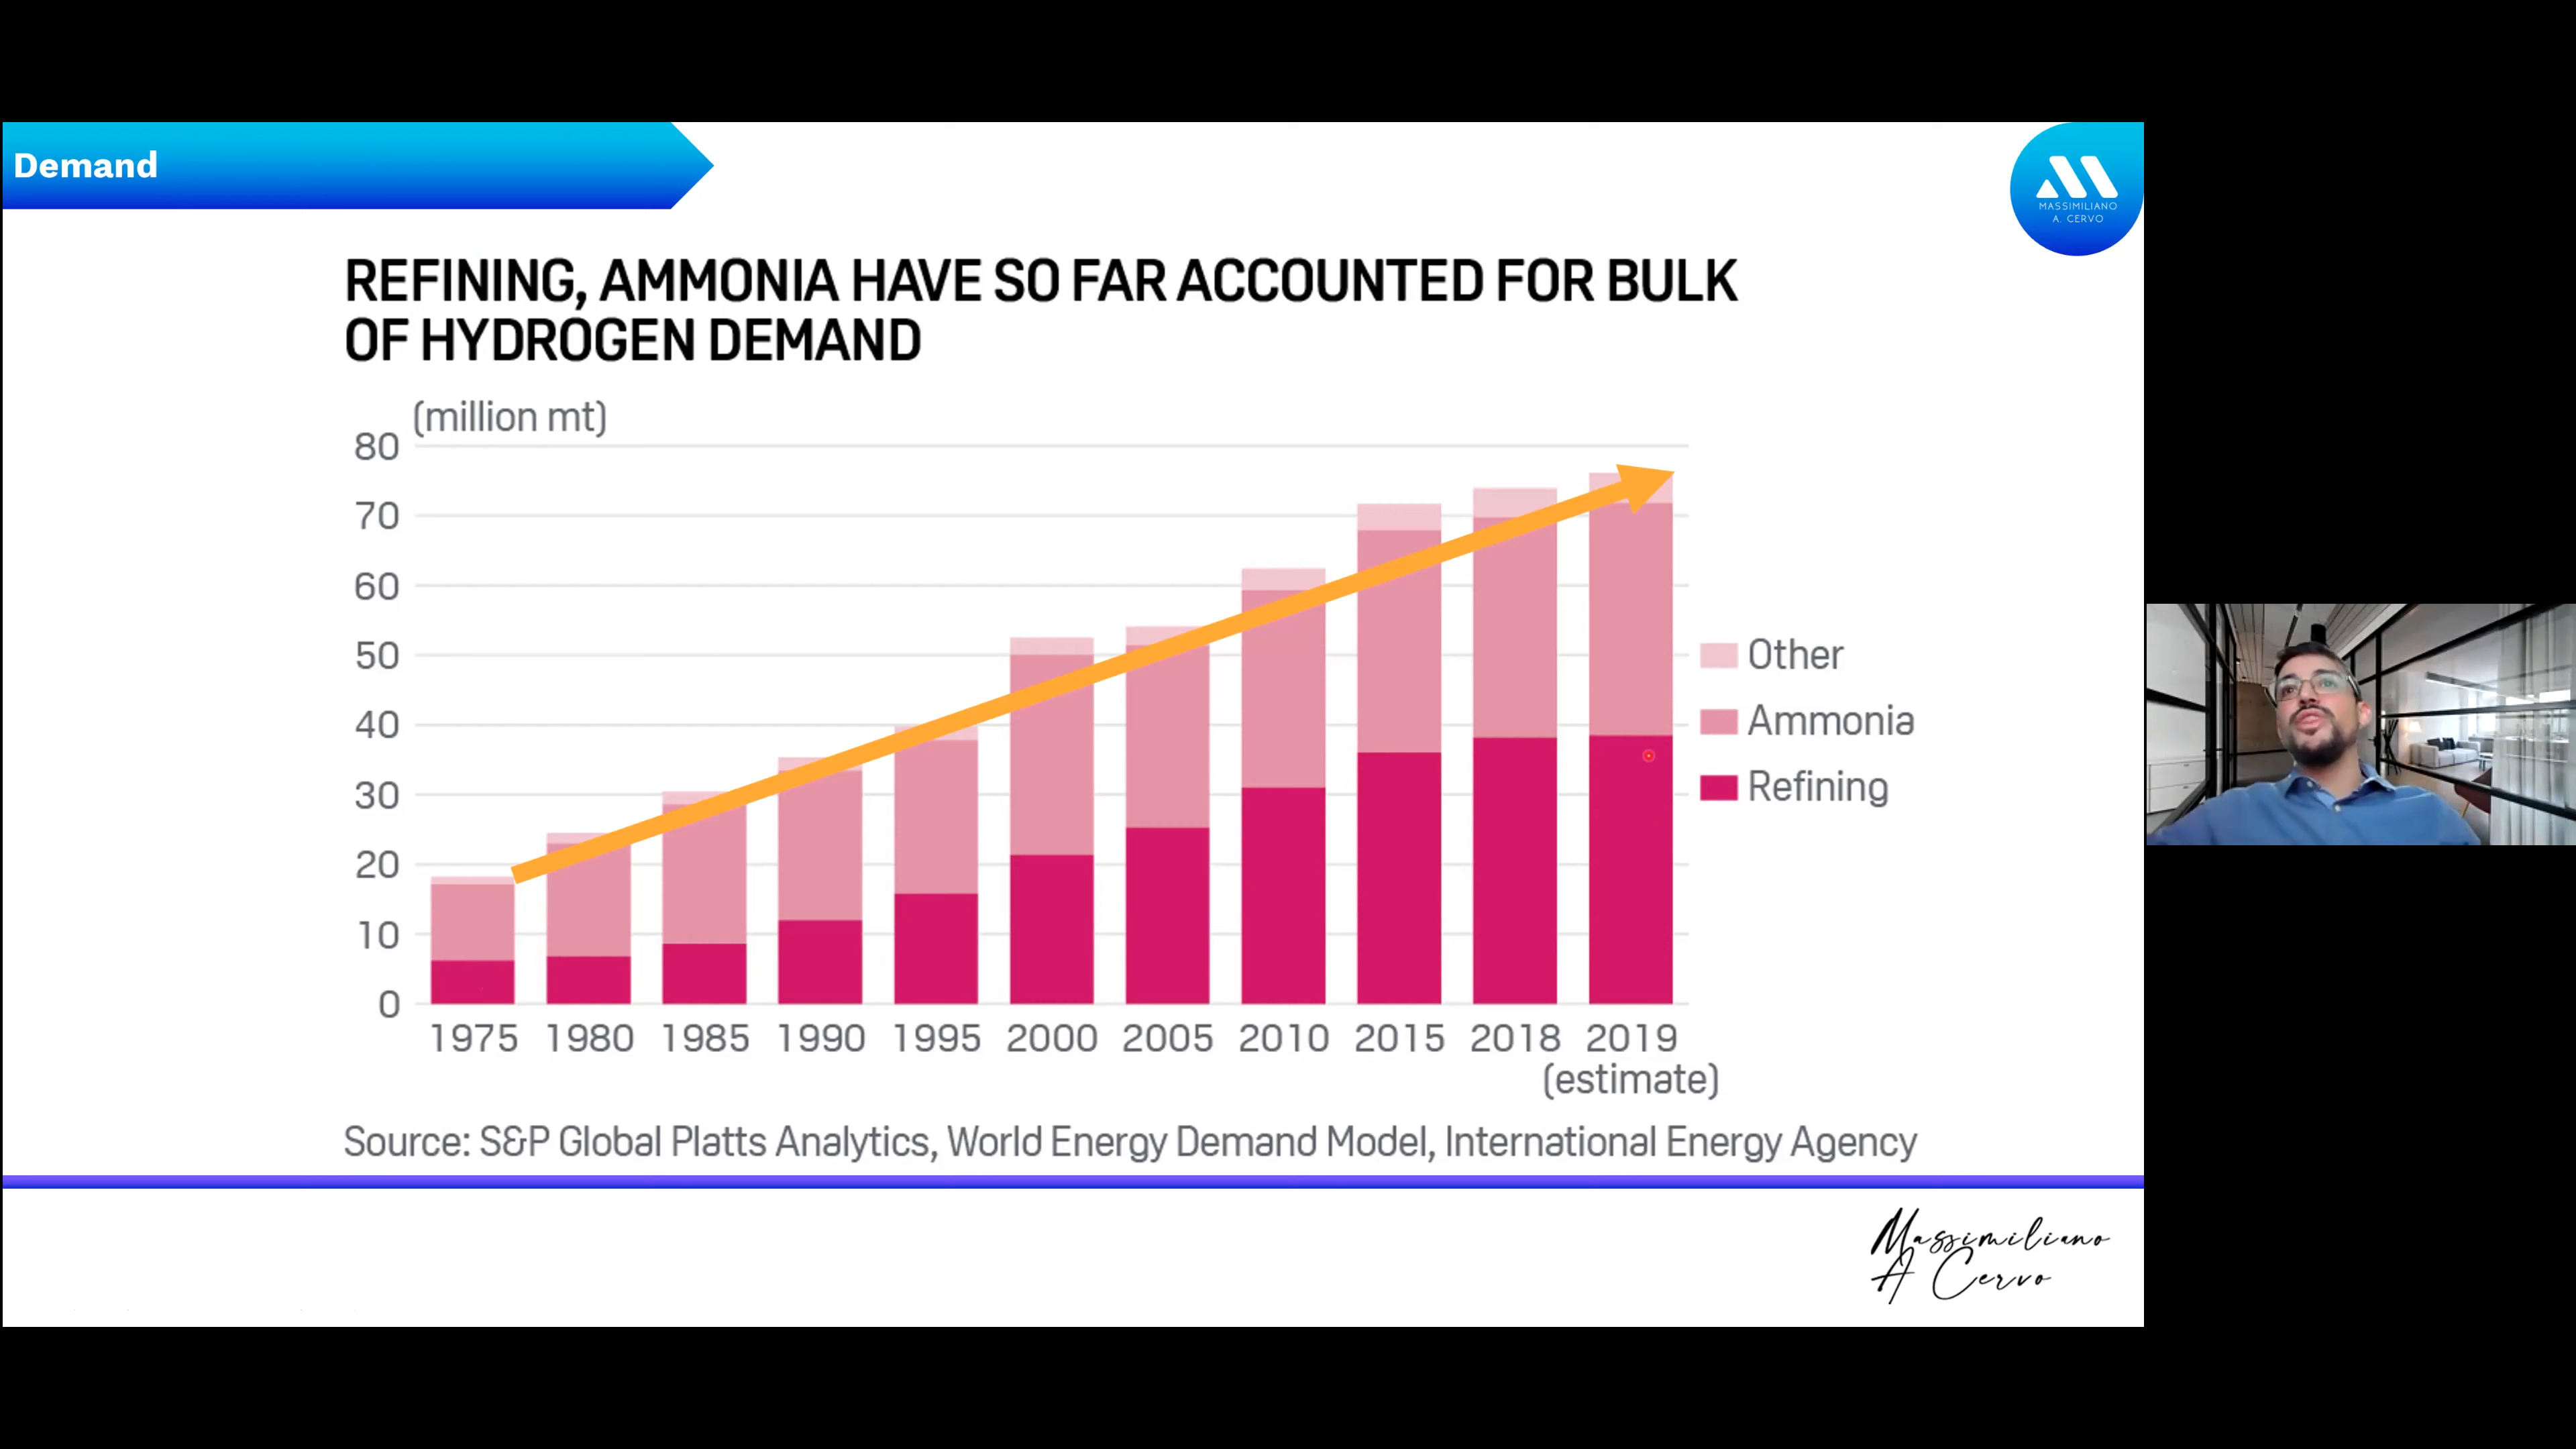 Demand
MASSIMILIANO
A. CERVO
REFINING, AMMONIA HAVE SO FAR ACCOUNTED FOR BULK
OF HYDROGEN DEMAND
(million mt)
80
70
60
50
40
30
20
10
0
1975 1980 1985 1990 1995 2000 2005 2010 2015 2018 2019
(estimate)
Other
Ammonia
Refining
Source: S&P Global Platts Analytics, World Energy Demand Model, International Energy Agency
Massimiliano
A Cervo